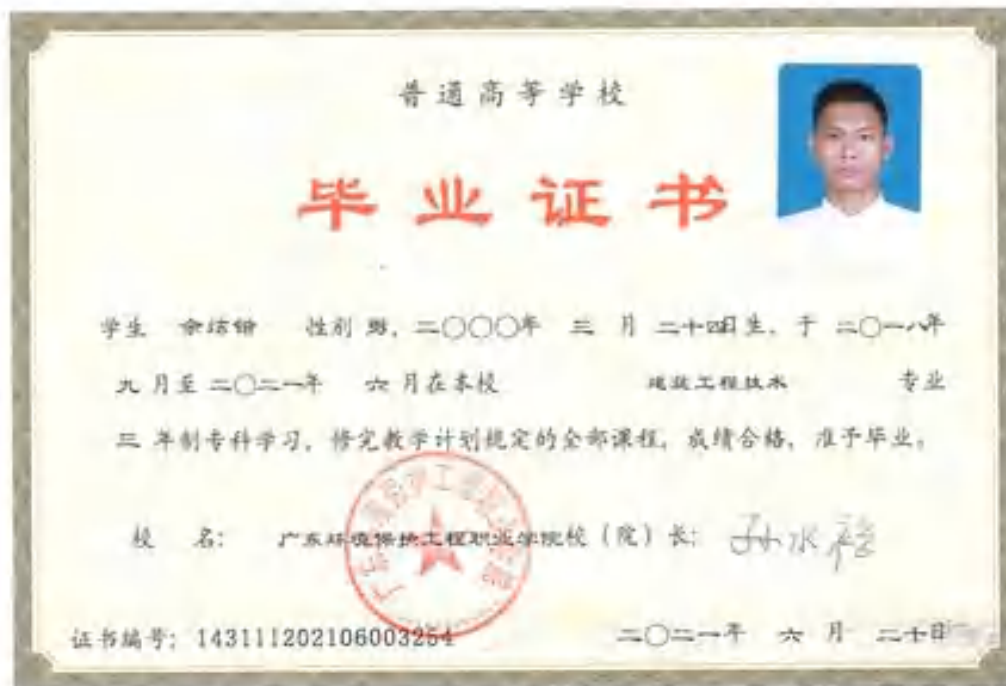 普通高等学校
毕业证书
学生 余 性别 男, 二〇〇〇年 三 月 二十四日生, 于 二〇一八年
九 月至 二〇二一年 六 月在本校 建筑工程技术 专业
三 年制专科学习, 修完教学计划规定的全部课程, 成绩合格, 准予毕业。
校 名: 广东环境保护工程职业学院校(院)长:
证书编号: 143111202106003254 二〇二一年 六 月 二十日